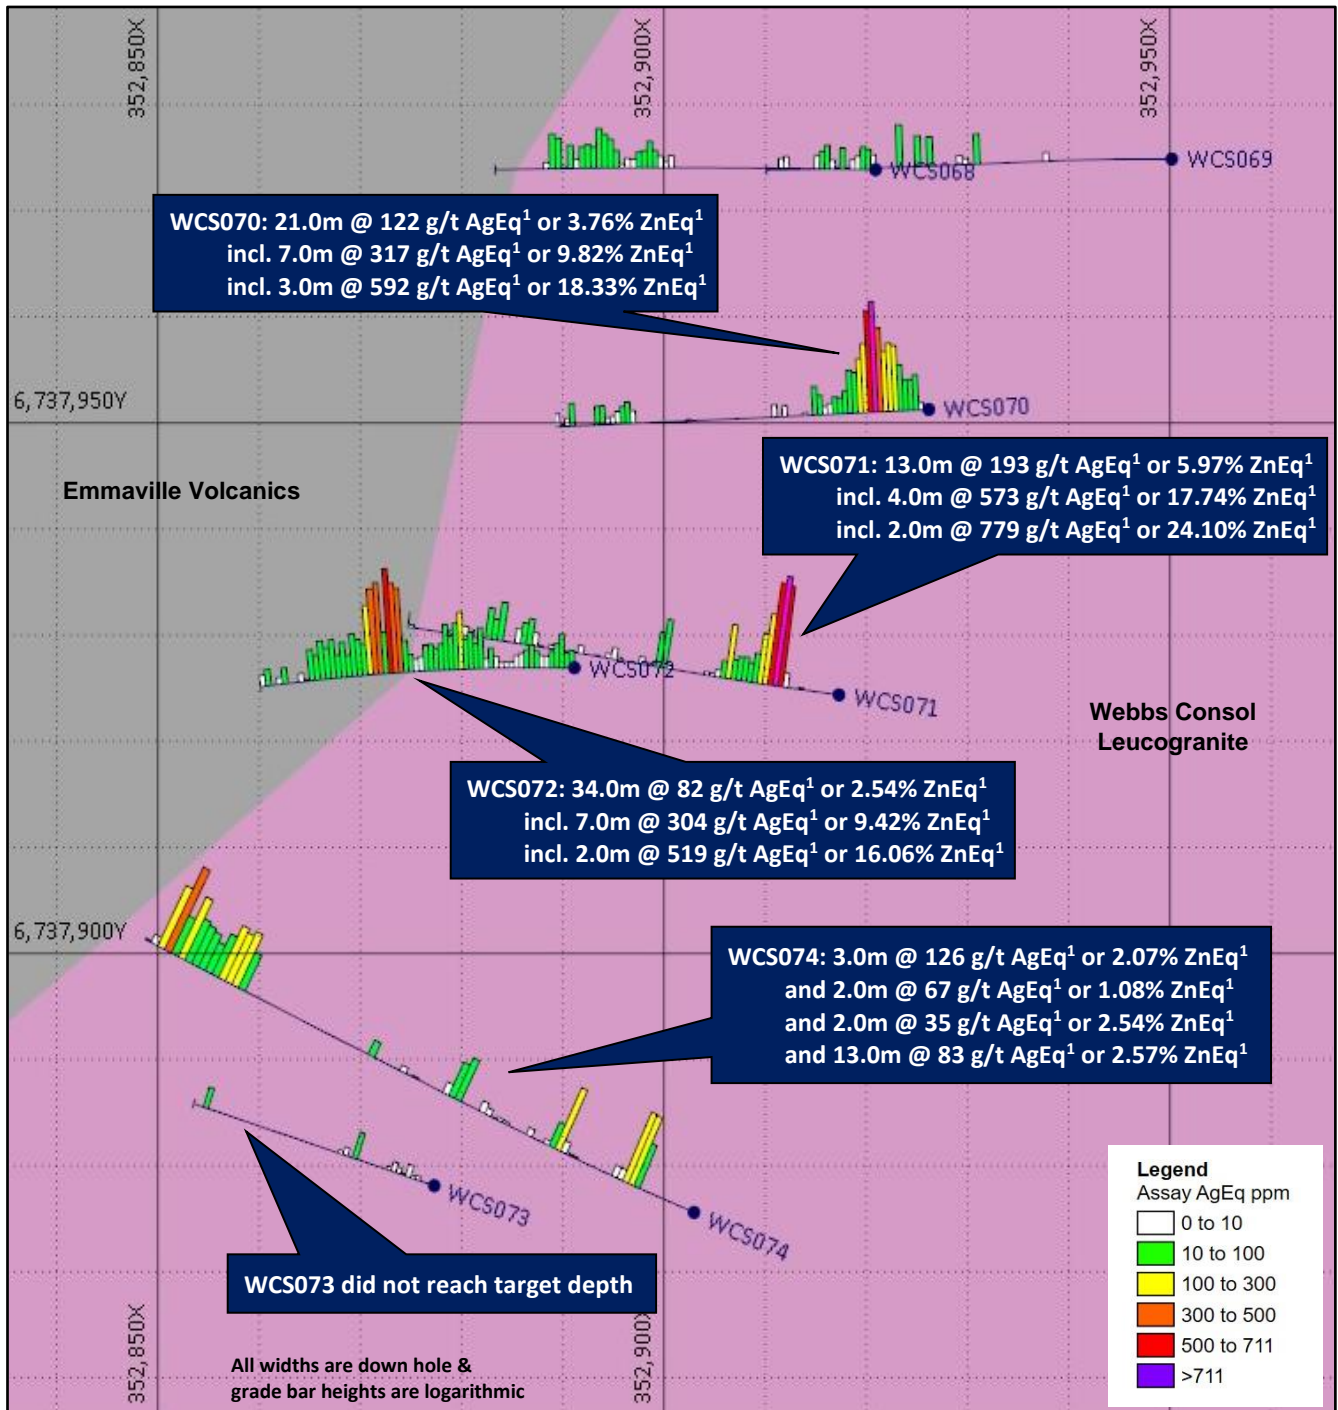 352,850X
352,900X
352,950X
WCS069
WCS068
WCS070: 21.0m @ 122 g/t AgEq¹ or 3.76% ZnEq¹
incl. 7.0m @ 317 g/t AgEq¹ or 9.82% ZnEq¹
incl. 3.0m @ 592 g/t AgEq¹ or 18.33% ZnEq¹
6,737,950Y
WCS070
WCS071: 13.0m @ 193 g/t AgEq¹ or 5.97% ZnEq¹
incl. 4.0m @ 573 g/t AgEq¹ or 17.74% ZnEq¹
incl. 2.0m @ 779 g/t AgEq¹ or 24.10% ZnEq¹
Emmaville Volcanics
WCS072
WCS071
Webbs Consol
Leucogranite
WCS072: 34.0m @ 82 g/t AgEq¹ or 2.54% ZnEq¹
incl. 7.0m @ 304 g/t AgEq¹ or 9.42% ZnEq¹
incl. 2.0m @ 519 g/t AgEq¹ or 16.06% ZnEq¹
6,737,900Y
WCS074: 3.0m @ 126 g/t AgEq¹ or 2.07% ZnEq¹
and 2.0m @ 67 g/t AgEq¹ or 1.08% ZnEq¹
and 2.0m @ 35 g/t AgEq¹ or 2.54% ZnEq¹
and 13.0m @ 83 g/t AgEq¹ or 2.57% ZnEq¹
WCS073
WCS074
WCS073 did not reach target depth
352,850X
352,900X
All widths are down hole &
grade bar heights are logarithmic
Legend
Assay AgEq ppm
0 to 10
10 to 100
100 to 300
300 to 500
500 to 711
>711